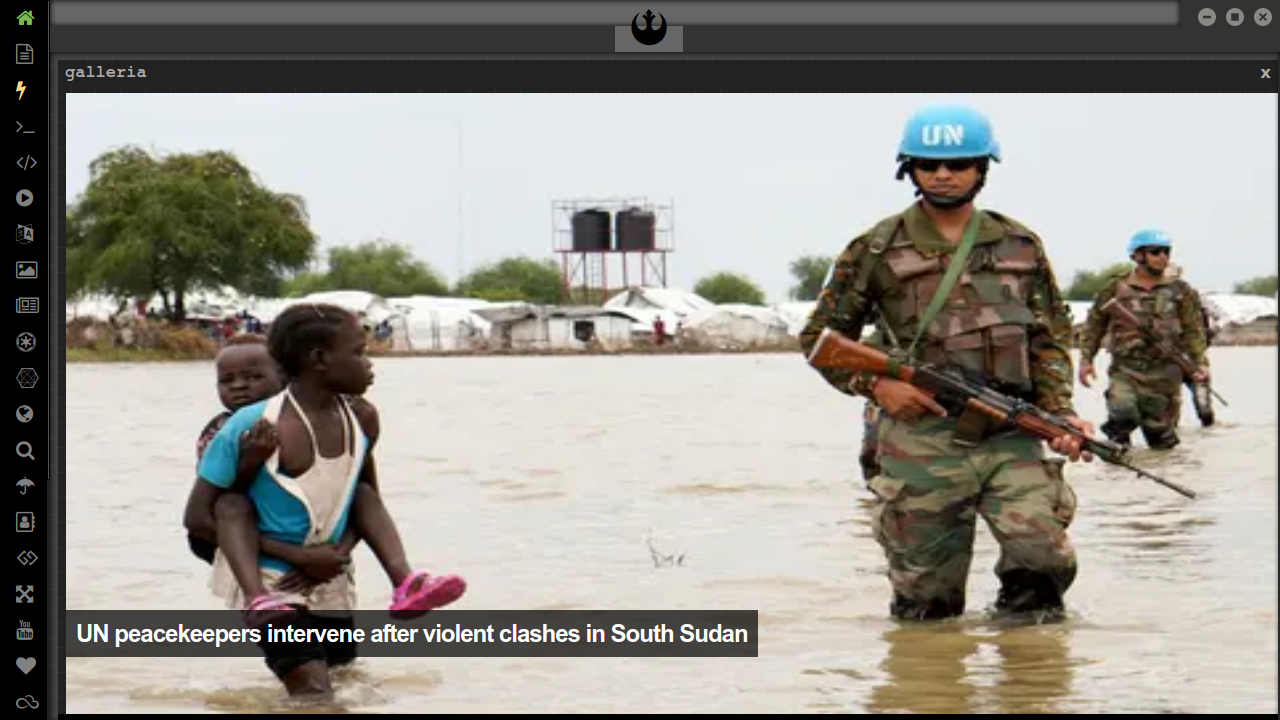 galleria
x
UN
UN peacekeepers intervene after violent clashes in South Sudan